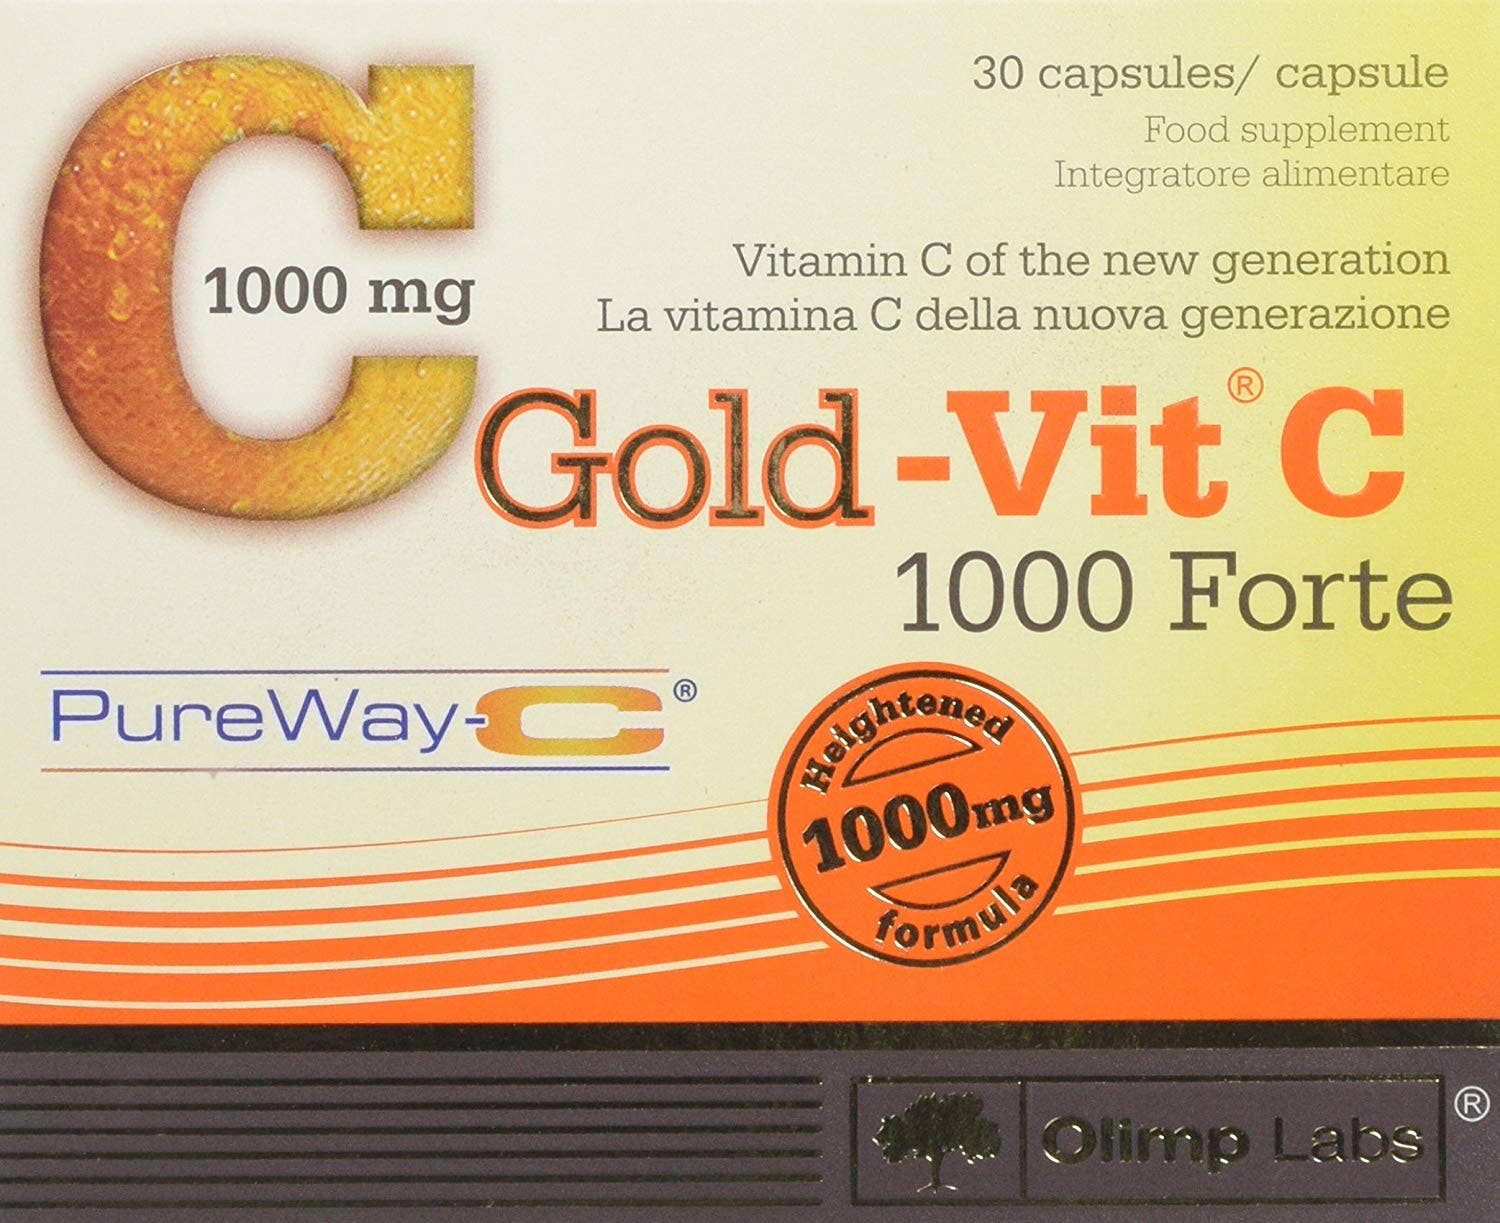 C
1000 mg
30 capsules/ capsule
Food supplement
Integratore alimentare
Vitamin C of the new generation
La vitamina C della nuova generazione
Gold-Vit® C
1000 Forte
PureWay-C®
Heightened
1000mg
formula
Olimp Labs®